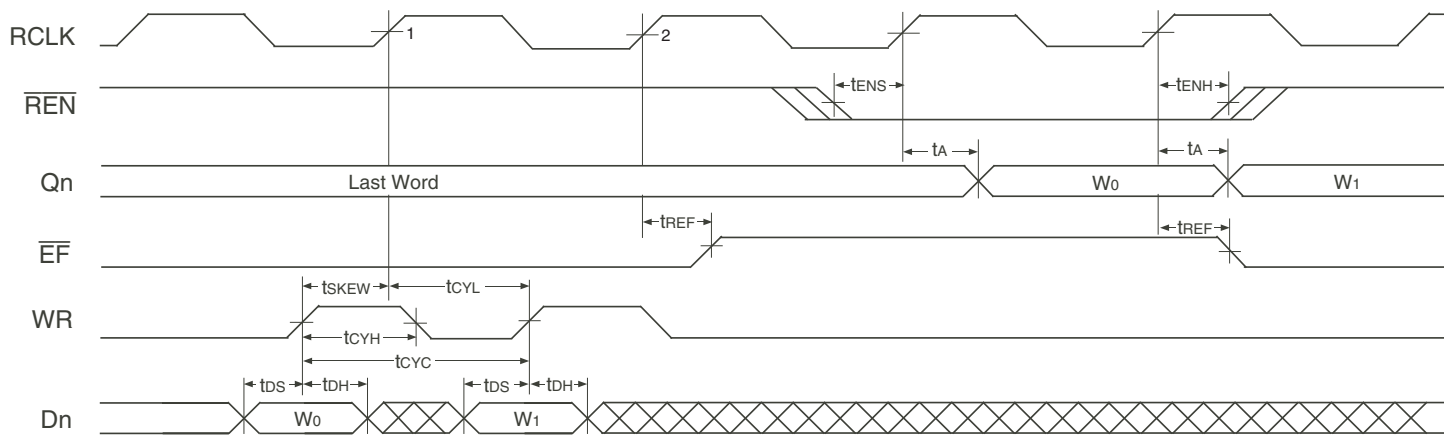 RCLK 1 2
REN tENS tENH
tA tA
Qn Last Word W0 W1
tREF tREF
EF
tSKEW tCYL
WR
tCYH
tCYC
tDS tDH tDS tDH
Dn W0 W1